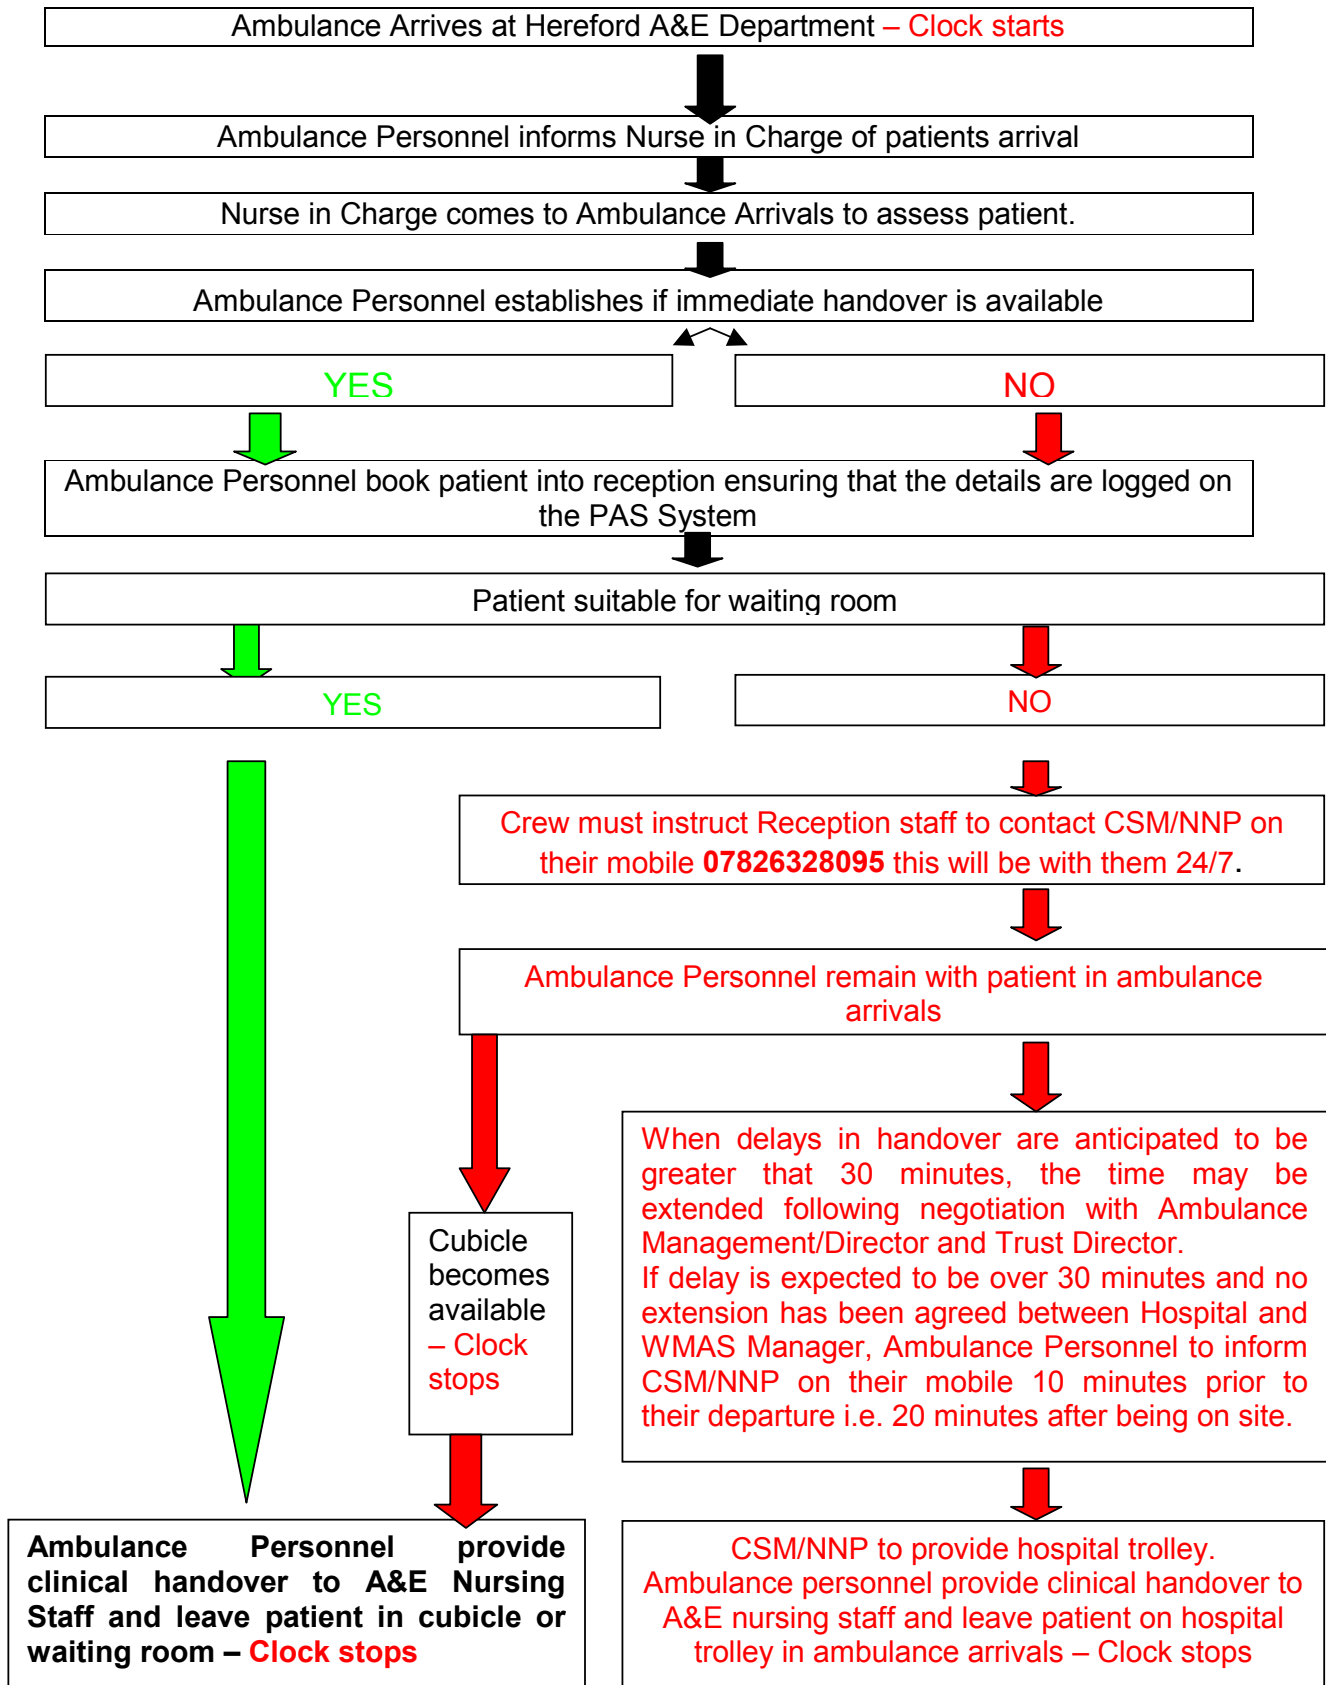 Ambulance Arrives at Hereford A&E Department – Clock starts
Ambulance Personnel informs Nurse in Charge of patients arrival
Nurse in Charge comes to Ambulance Arrivals to assess patient.
Ambulance Personnel establishes if immediate handover is available
YES
NO
Ambulance Personnel book patient into reception ensuring that the details are logged on
the PAS System
Patient suitable for waiting room
YES
NO
Crew must instruct Reception staff to contact CSM/NNP on
their mobile 07826328095 this will be with them 24/7.
Ambulance Personnel remain with patient in ambulance
arrivals
When delays in handover are anticipated to be
greater that 30 minutes, the time may be
extended following negotiation with Ambulance
Management/Director and Trust Director.
If delay is expected to be over 30 minutes and no
extension has been agreed between Hospital and
WMAS Manager, Ambulance Personnel to inform
CSM/NNP on their mobile 10 minutes prior to
their departure i.e. 20 minutes after being on site.
Cubicle
becomes
available
– Clock
stops
Ambulance Personnel provide
clinical handover to A&E Nursing
Staff and leave patient in cubicle or
waiting room – Clock stops
CSM/NNP to provide hospital trolley.
Ambulance personnel provide clinical handover to
A&E nursing staff and leave patient on hospital
trolley in ambulance arrivals – Clock stops